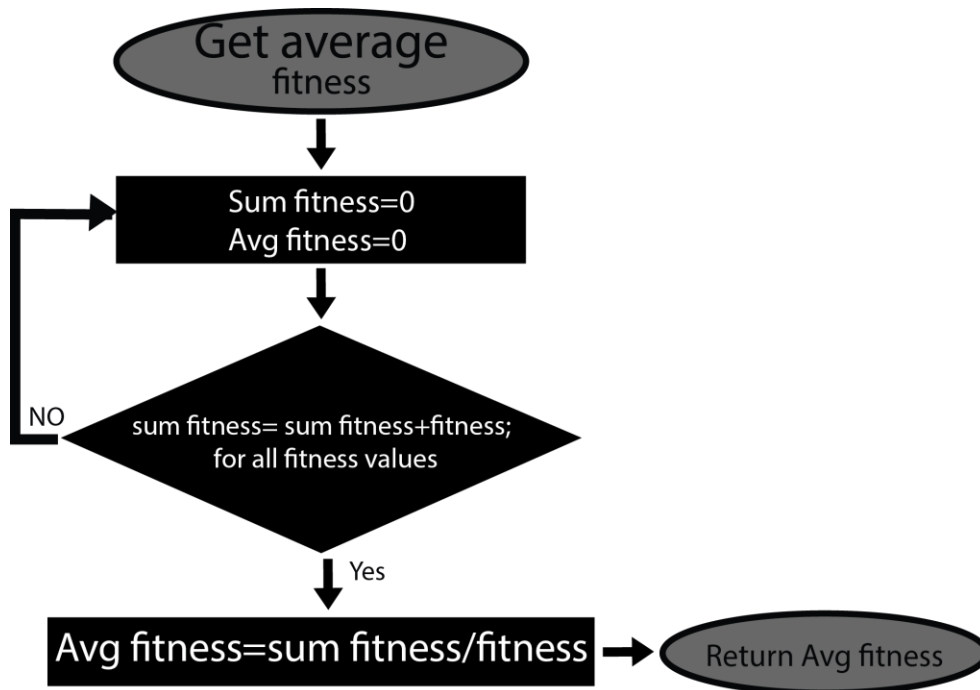 Get average
fitness
Sum fitness=0
Avg fitness=0
NO
sum fitness= sum fitness+fitness;
for all fitness values
Yes
Avg fitness=sum fitness/fitness
Return Avg fitness